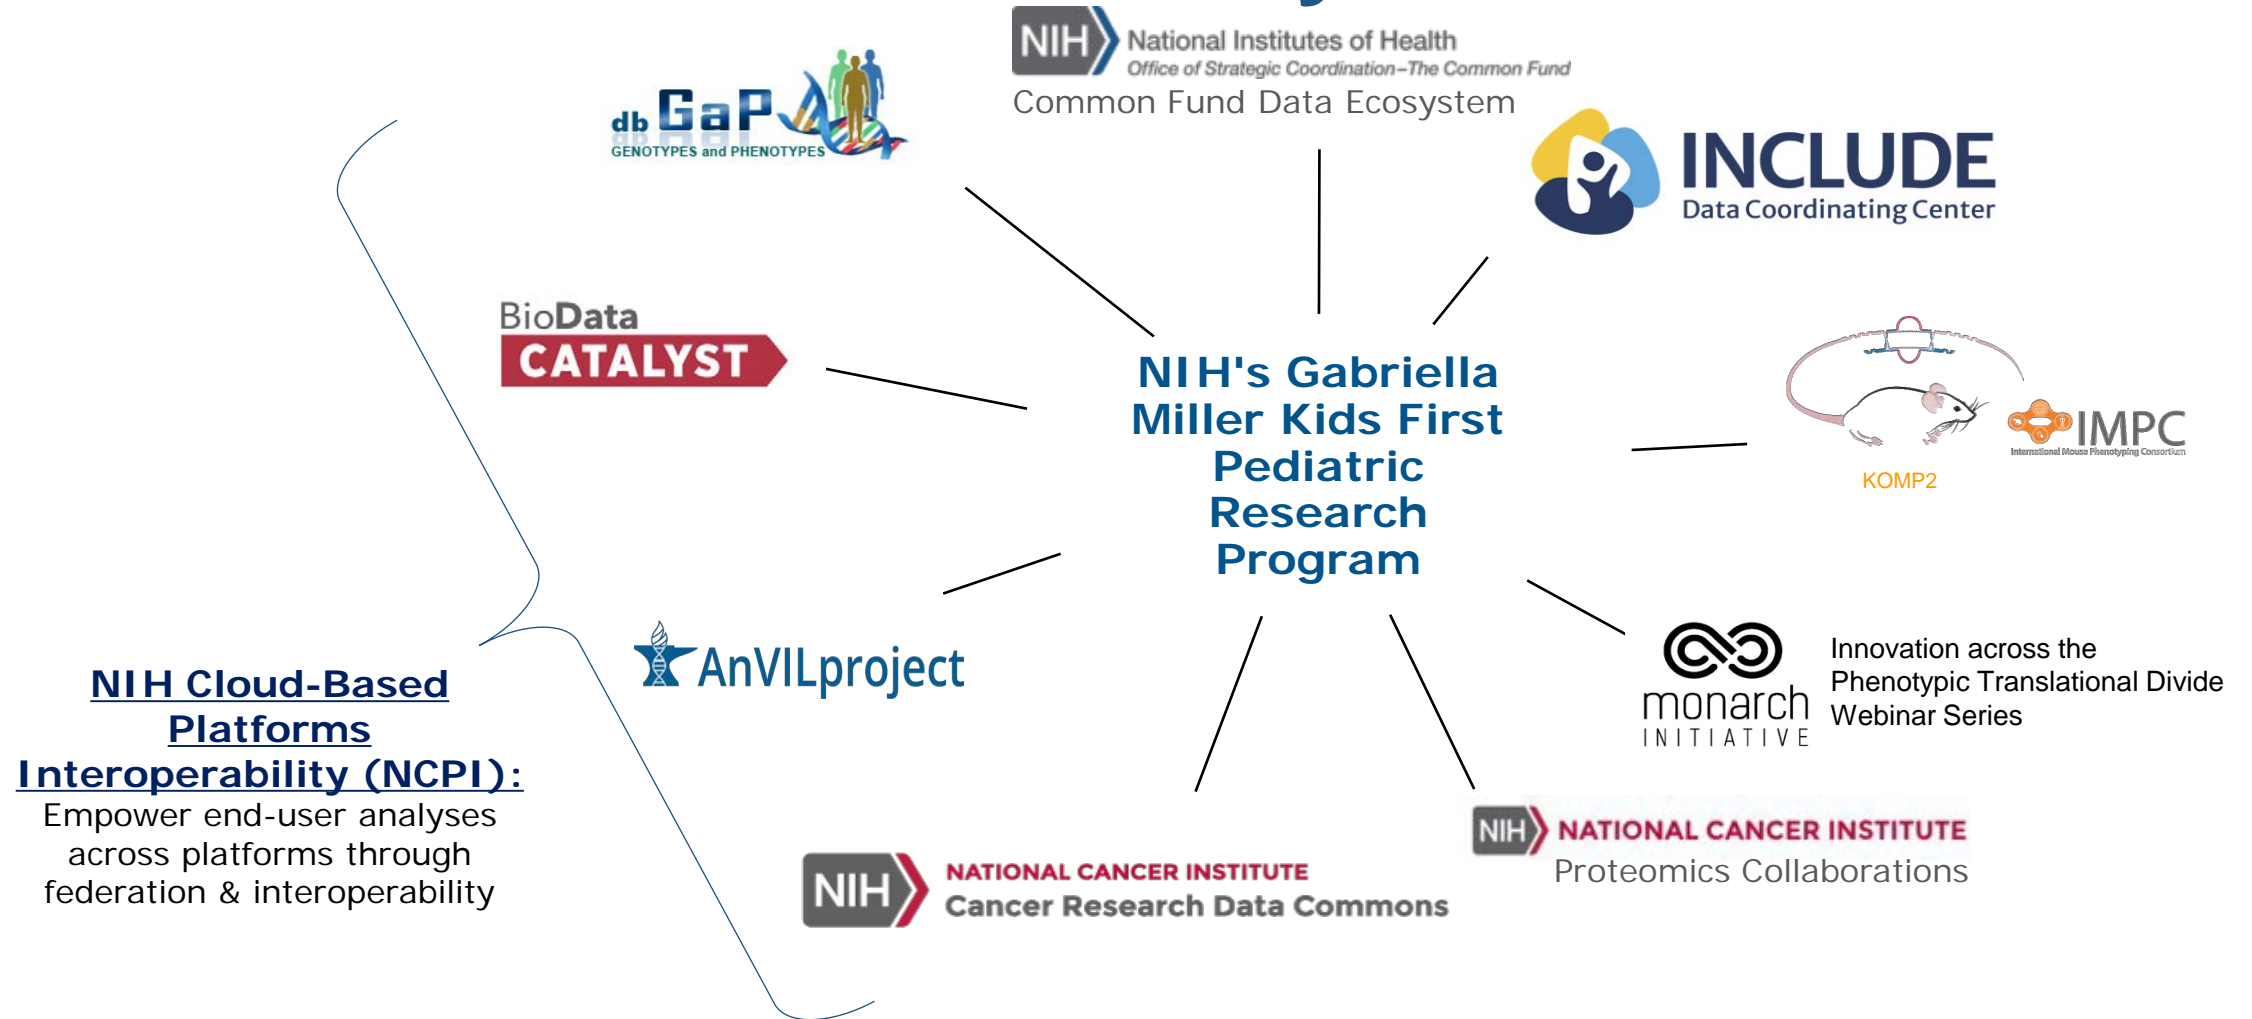 NIH
National Institutes of Health
Office of Strategic Coordination–The Common Fund
Common Fund Data Ecosystem
db GaP
GENOTYPES and PHENOTYPES
INCLUDE
Data Coordinating Center
BioData
CATALYST
NIH's Gabriella
Miller Kids First
Pediatric
Research
Program
IMPC
International Mouse Phenotyping Consortium
KOMP2
AnVILproject
monarch
INITIATIVE
Innovation across the
Phenotypic Translational Divide
Webinar Series
NIH Cloud-Based
Platforms
Interoperability (NCPI):
Empower end-user analyses
across platforms through
federation & interoperability
NIH
NATIONAL CANCER INSTITUTE
Proteomics Collaborations
NIH
NATIONAL CANCER INSTITUTE
Cancer Research Data Commons